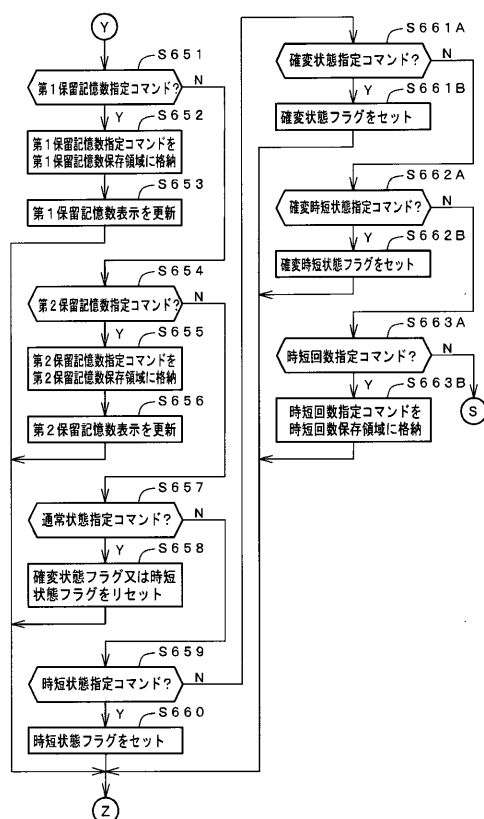 Y
S651
第1保留記憶数指定コマンド?
N
Y
S652
第1保留記憶数指定コマンドを
第1保留記憶数保存領域に格納
S653
第1保留記憶数表示を更新
S654
第2保留記憶数指定コマンド?
N
Y
S655
第2保留記憶数指定コマンドを
第2保留記憶数保存領域に格納
S656
第2保留記憶数表示を更新
S657
通常状態指定コマンド?
N
Y
S658
確変状態フラグ又は時短
状態フラグをリセット
S659
時短状態指定コマンド?
N
Y
S660
時短状態フラグをセット
Z
S661A
確変状態指定コマンド?
N
Y
S661B
確変状態フラグをセット
S662A
確変時短状態指定コマンド?
N
Y
S662B
確変時短状態フラグをセット
S663A
時短回数指定コマンド?
N
Y
S663B
S
時短回数指定コマンドを
時短回数保存領域に格納